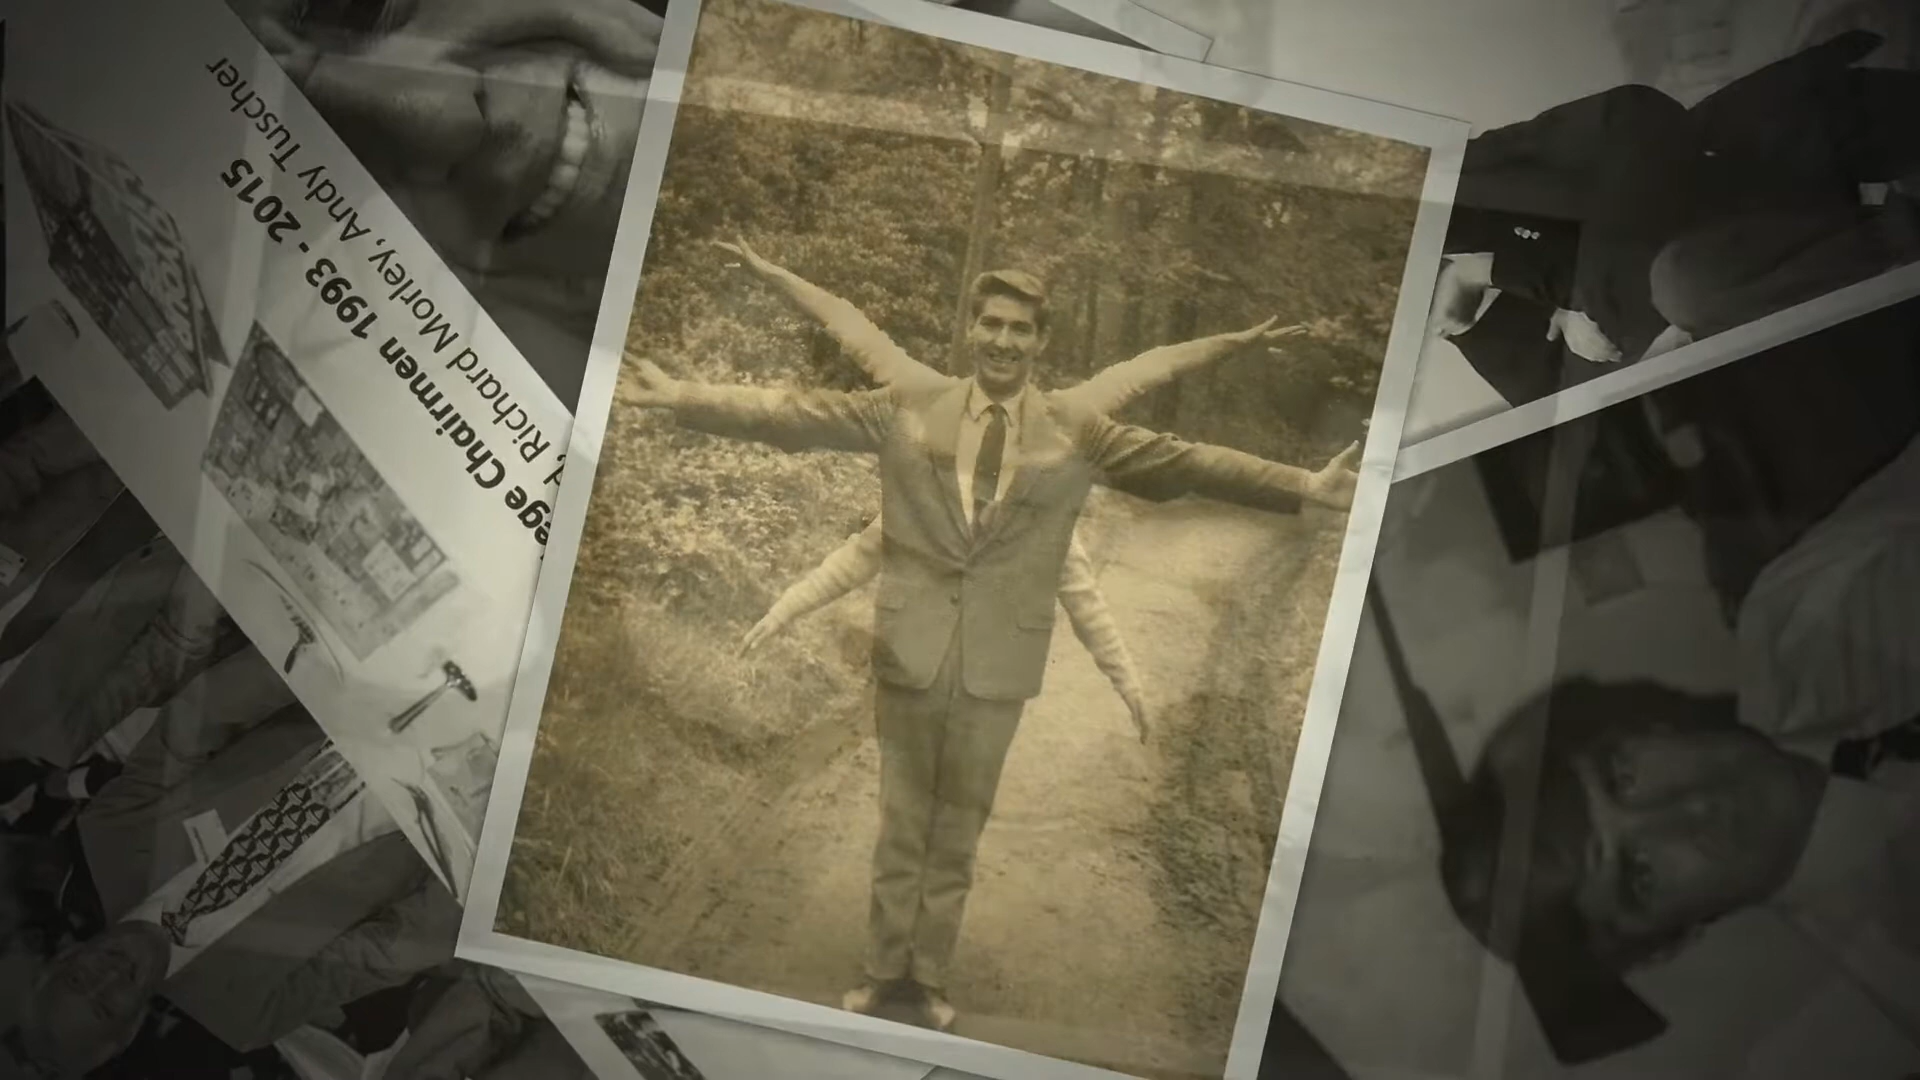 ege Chairmen 1993 - 2015
d, Richard Morley, Andy Tuscher